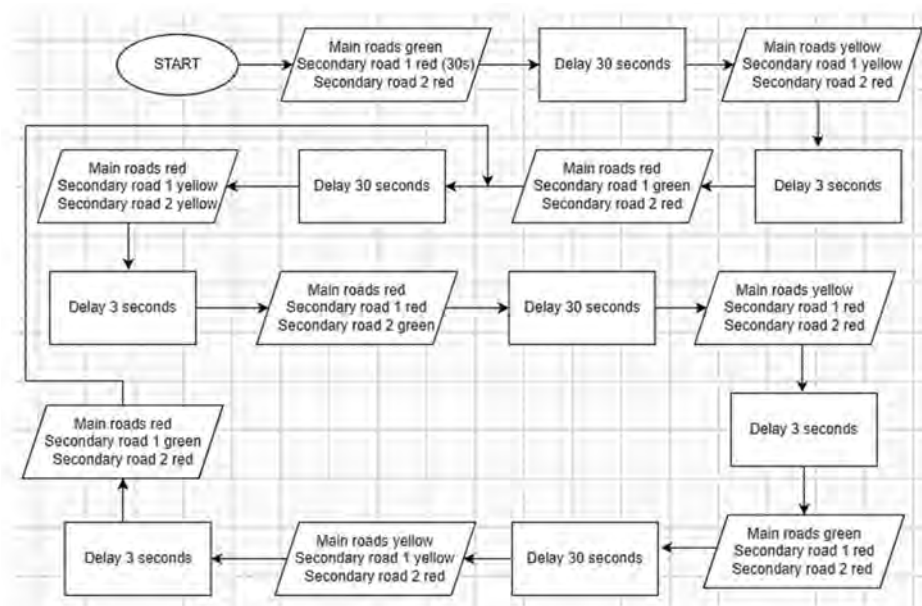 START
Main roads green
Secondary road 1 red (30s)
Secondary road 2 red
Delay 30 seconds
Main roads yellow
Secondary road 1 yellow
Secondary road 2 red
Delay 3 seconds
Main roads red
Secondary road 1 green
Secondary road 2 red
Delay 30 seconds
Main roads red
Secondary road 1 yellow
Secondary road 2 yellow
Delay 3 seconds
Main roads red
Secondary road 1 red
Secondary road 2 green
Delay 30 seconds
Main roads yellow
Secondary road 1 red
Secondary road 2 red
Delay 3 seconds
Main roads green
Secondary road 1 red
Secondary road 2 red
Delay 30 seconds
Main roads yellow
Secondary road 1 yellow
Secondary road 2 red
Delay 3 seconds
Main roads red
Secondary road 1 green
Secondary road 2 red